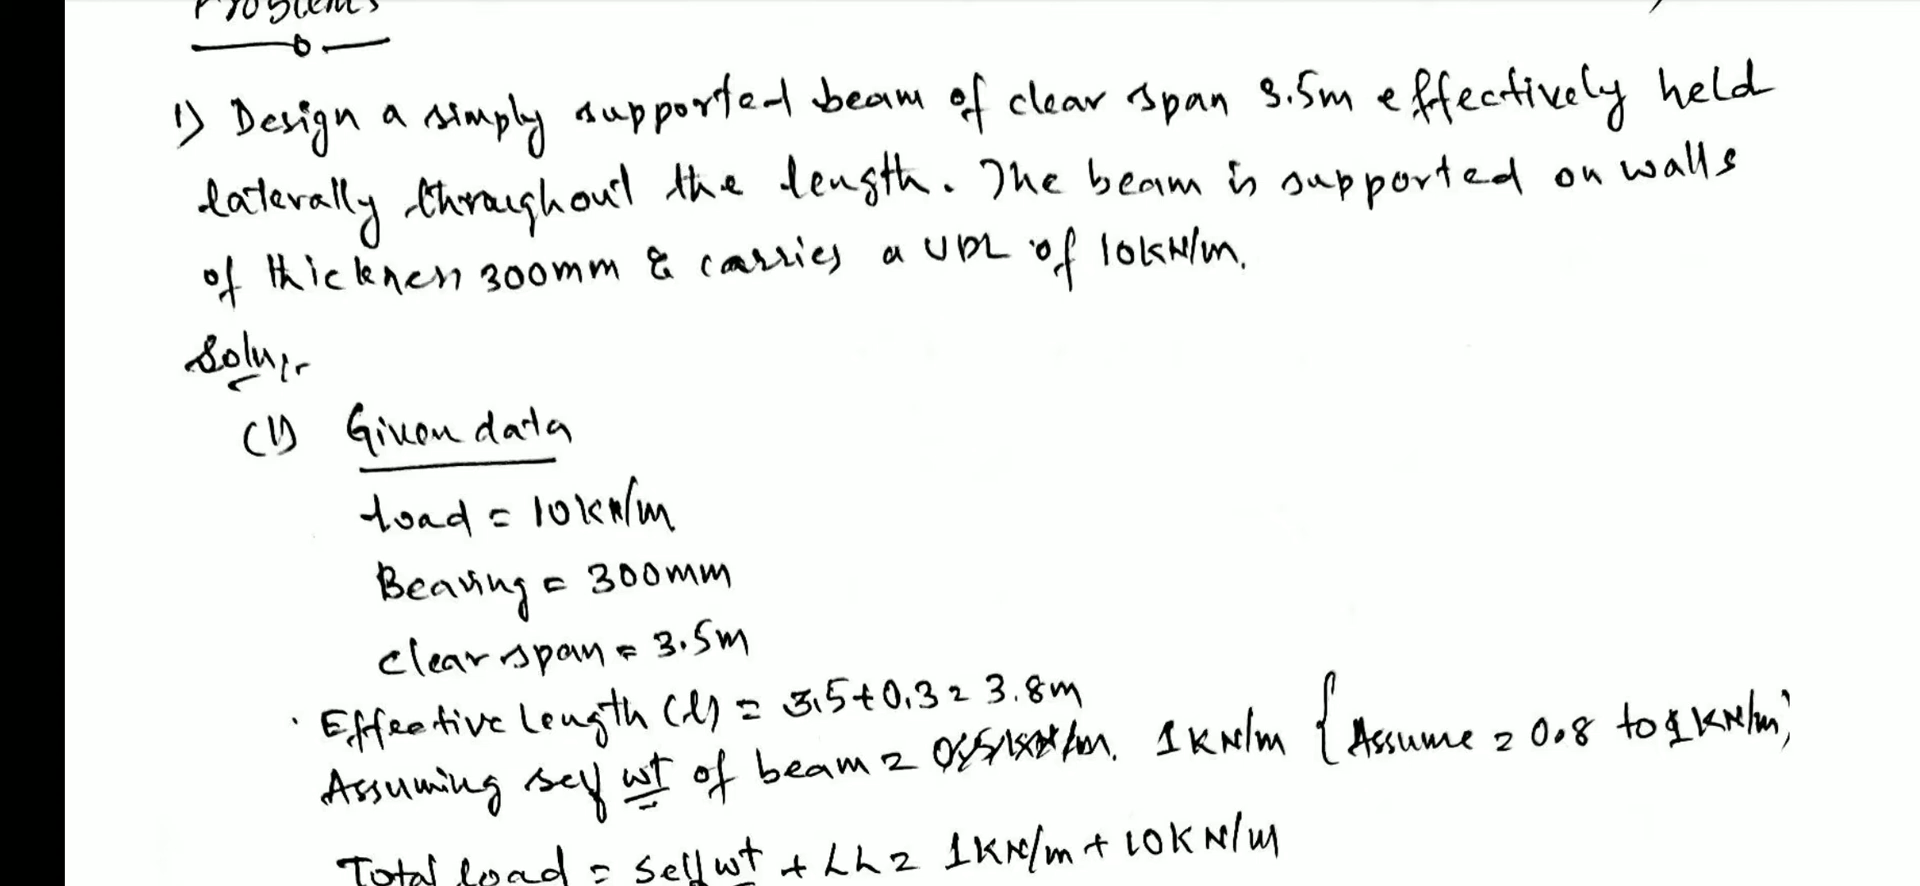 Problems
1) Design a simply supported beam of clear span 3.5m effectively held
laterally throughout the length. The beam is supported on walls
of thickness 300mm & carries a UDL of 10kN/m.
Soln:-
(1) Given data
Load = 10kN/m
Bearing = 300mm
clear span = 3.5m
Effective length (l) = 3.5+0.3 = 3.8m
Assuming self wt of beam = 1kN/m { Assume = 0.8 to 1kN/m }
Total load = self wt + LL = 1kN/m + 10kN/m